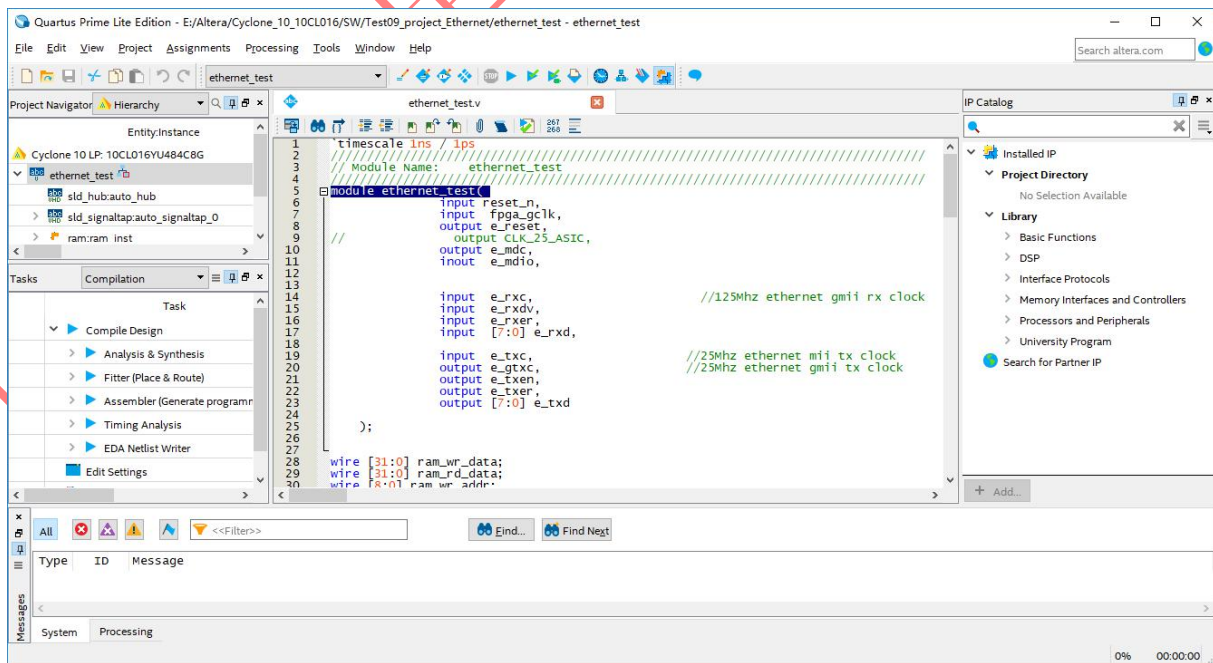 Quartus Prime Lite Edition - E:/Altera/Cyclone_10_10CL016/SW/Test09_project_Ethernet/ethernet_test - ethernet_test
File Edit View Project Assignments Processing Tools Window Help
Search altera.com
ethernet_test
Project Navigator Hierarchy
Entity:Instance
Cyclone 10 LP: 10CL016YU484C8G
ethernet_test
sld_hub:auto_hub
sld_signaltap:auto_signaltap_0
ram:ram_inst
Tasks Compilation
Task
Compile Design
Analysis & Synthesis
Fitter (Place & Route)
Assembler (Generate programm
Timing Analysis
EDA Netlist Writer
Edit Settings
ethernet_test.v
267
268
1 `timescale 1ns / 1ps
2 //////////////////////////////////////////////////////////////////////////////////
3 // Module Name: ethernet_test
4 //////////////////////////////////////////////////////////////////////////////////
5 module ethernet_test(
6 input reset_n,
7 input fpga_gclk,
8 output e_reset,
9 // output CLK_25_ASIC,
10 output e_mdc,
11 inout e_mdio,
12
13
14 input e_rxc, //125Mhz ethernet gmii rx clock
15 input e_rxdv,
16 input e_rxer,
17 input [7:0] e_rxd,
18
19 input e_txc, //25Mhz ethernet mii tx clock
20 output e_gtxc, //25Mhz ethernet gmii tx clock
21 output e_txen,
22 output e_txer,
23 output [7:0] e_txd
24
25 );
26
27
28 wire [31:0] ram_wr_data;
29 wire [31:0] ram_rd_data;
30 wire [8:0] ram_wr_addr;
IP Catalog
Installed IP
Project Directory
No Selection Available
Library
Basic Functions
DSP
Interface Protocols
Memory Interfaces and Controllers
Processors and Peripherals
University Program
Search for Partner IP
+ Add...
All <<Filter>> Find... Find Next
Type ID Message
Messages
System Processing
0% 00:00:00